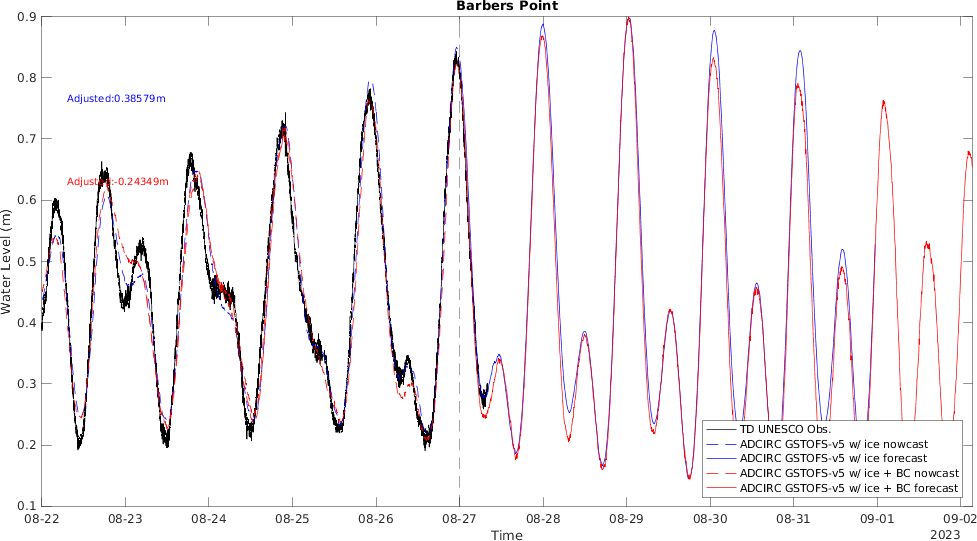 Barbers Point
0.9
0.8
0.7
0.6
0.5
0.4
0.3
0.2
0.1
Water Level (m)
Adjusted:0.38579m
Adjusted:-0.24349m
TD UNESCO Obs.
ADCIRC GSTOFS-v5 w/ ice nowcast
ADCIRC GSTOFS-v5 w/ ice forecast
ADCIRC GSTOFS-v5 w/ ice + BC nowcast
ADCIRC GSTOFS-v5 w/ ice + BC forecast
08-22 08-23 08-24 08-25 08-26 08-27 08-28 08-29 08-30 08-31 09-01 09-02
Time
2023